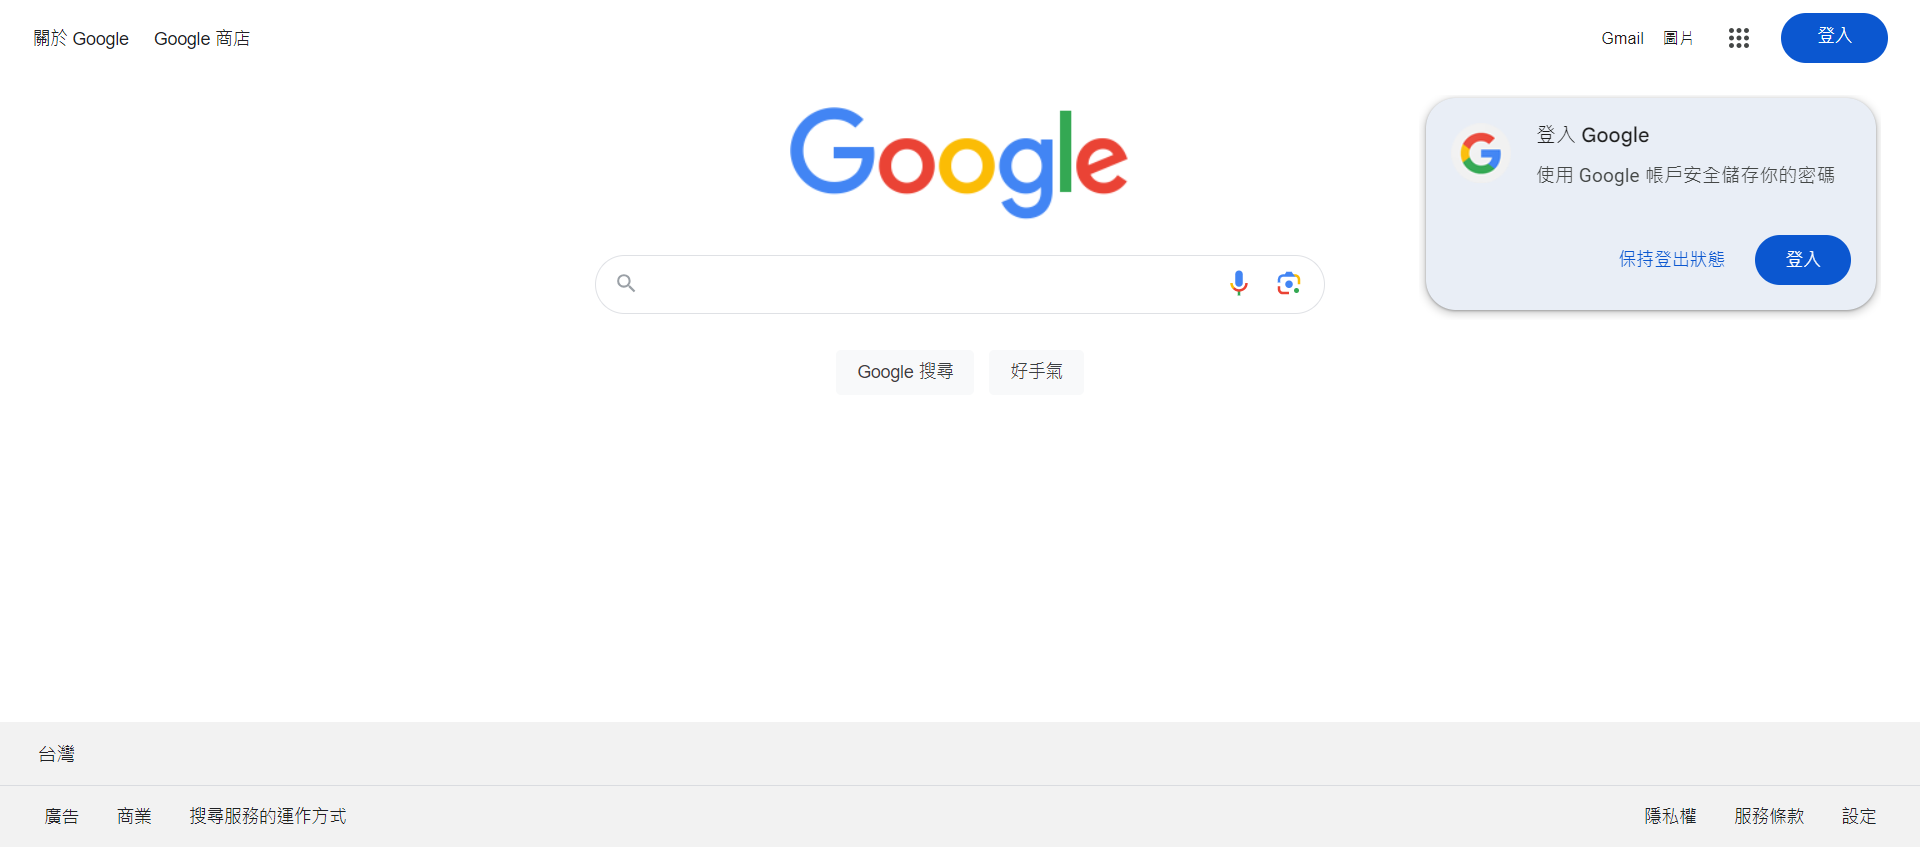 關於 Google
Google 商店
Gmail
圖片
登入
Google
登入 Google
使用 Google 帳戶安全儲存你的密碼
保持登出狀態
登入
Google 搜尋
好手氣
台灣
廣告
商業
搜尋服務的運作方式
隱私權
服務條款
設定